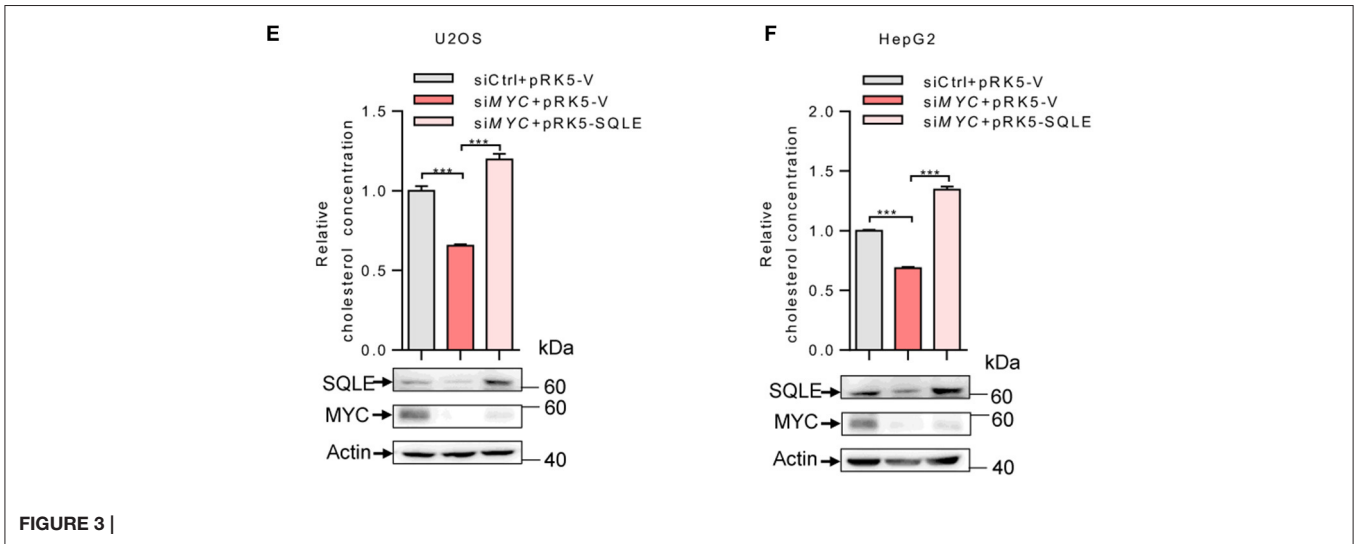 E
U2OS
siCtrl+pRK5-V
siMYC+pRK5-V
siMYC+pRK5-SQLE
Relative
cholesterol concentration
1.5
1.0
0.5
0.0
***
***
kDa
SQLE
60
MYC
60
Actin
40
F
HepG2
siCtrl+pRK5-V
siMYC+pRK5-V
siMYC+pRK5-SQLE
Relative
cholesterol concentration
2.0
1.5
1.0
0.5
0.0
***
***
kDa
SQLE
60
MYC
60
Actin
40
FIGURE 3 |